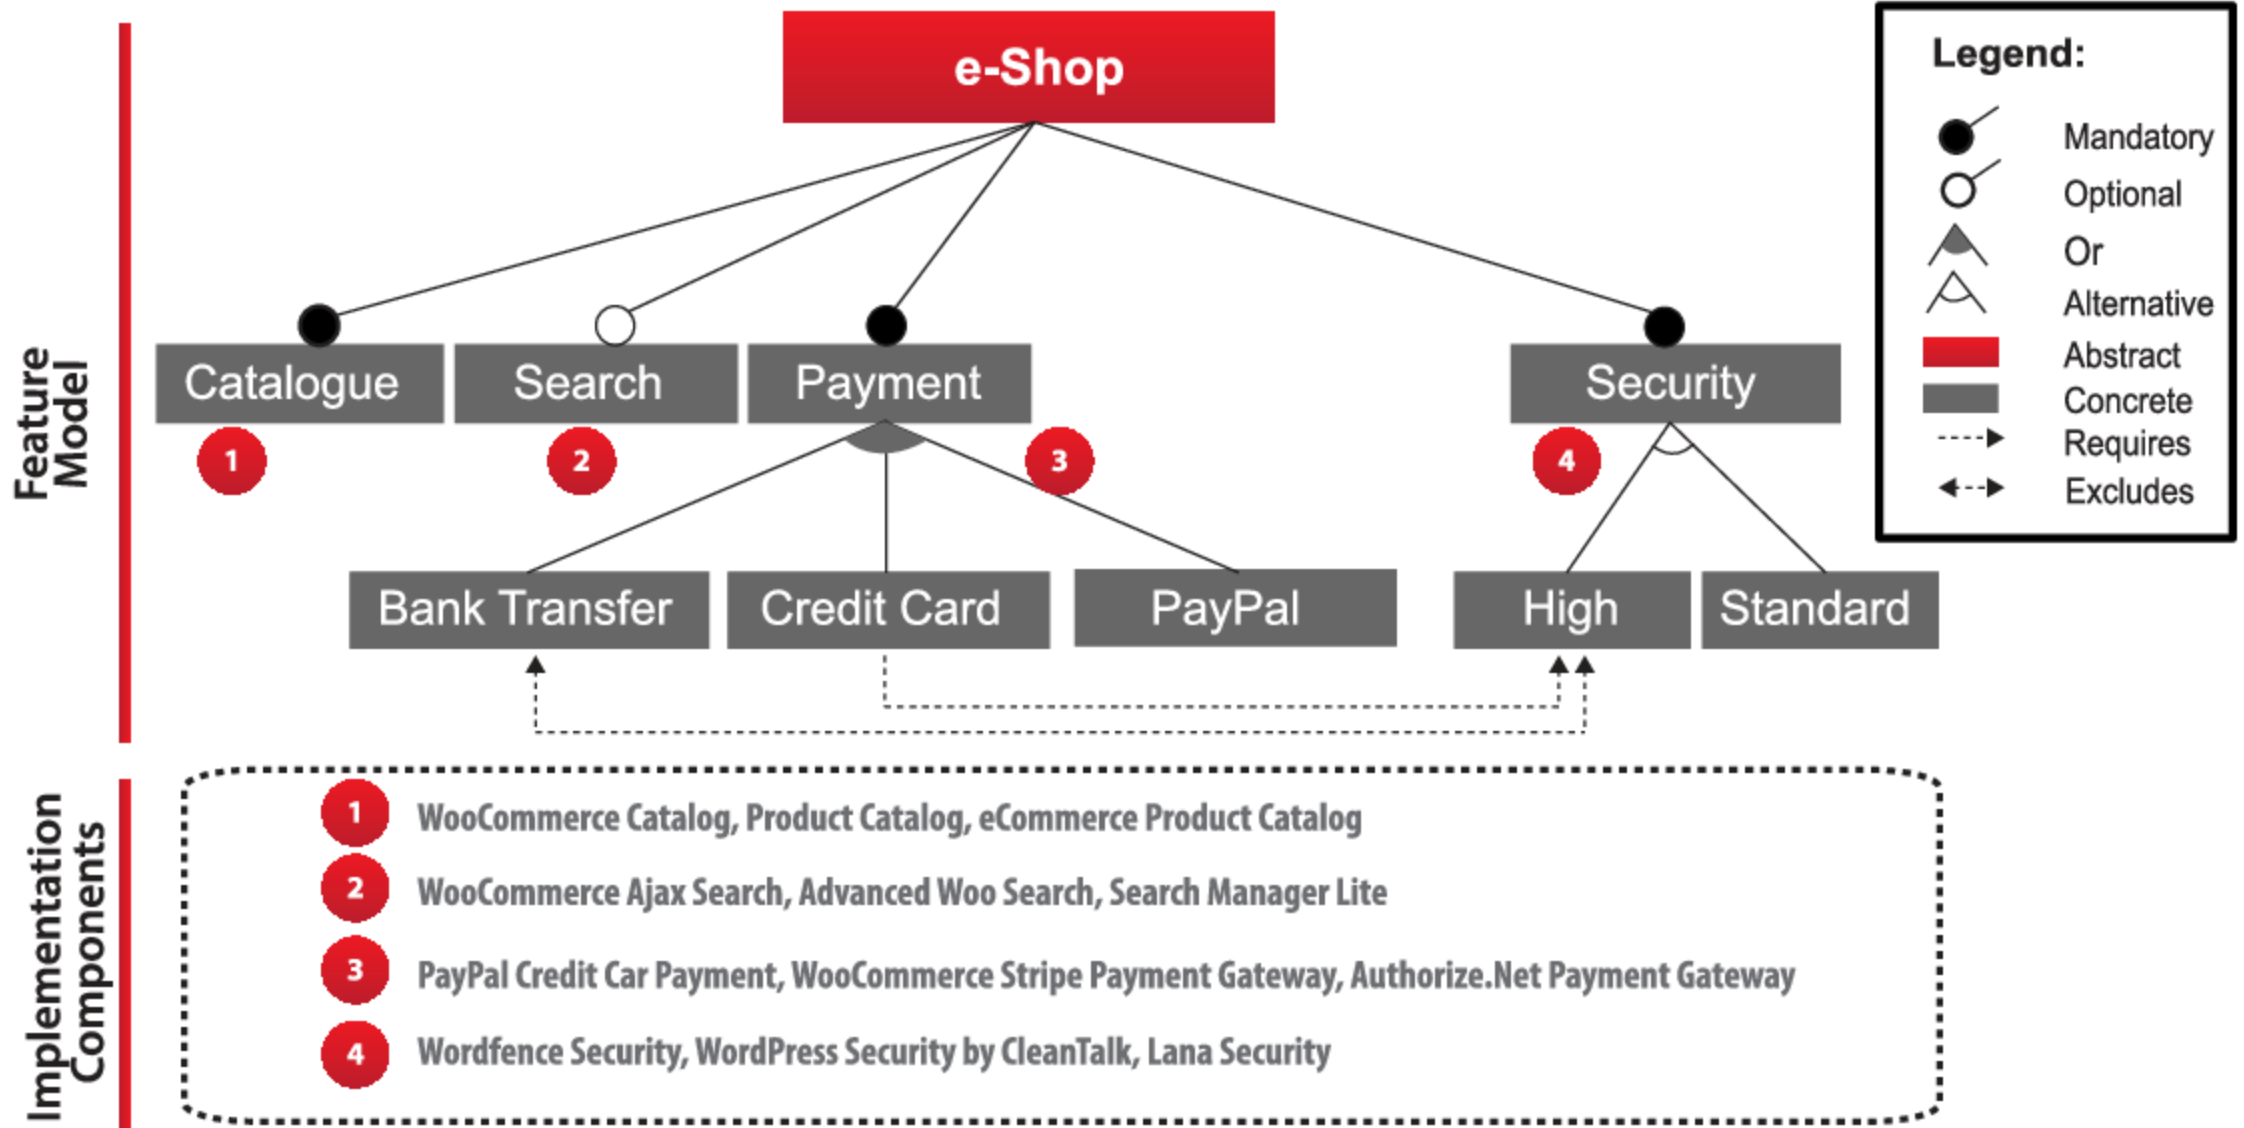 e-Shop
Legend:
Mandatory
Optional
Or
Alternative
Abstract
Concrete
Requires
Excludes
Feature
Model
Catalogue
Search
Payment
Security
1
2
3
4
Bank Transfer
Credit Card
PayPal
High
Standard
Implementation
Components
1 WooCommerce Catalog, Product Catalog, eCommerce Product Catalog
2 WooCommerce Ajax Search, Advanced Woo Search, Search Manager Lite
3 PayPal Credit Car Payment, WooCommerce Stripe Payment Gateway, Authorize.Net Payment Gateway
4 Wordfence Security, WordPress Security by CleanTalk, Lana Security